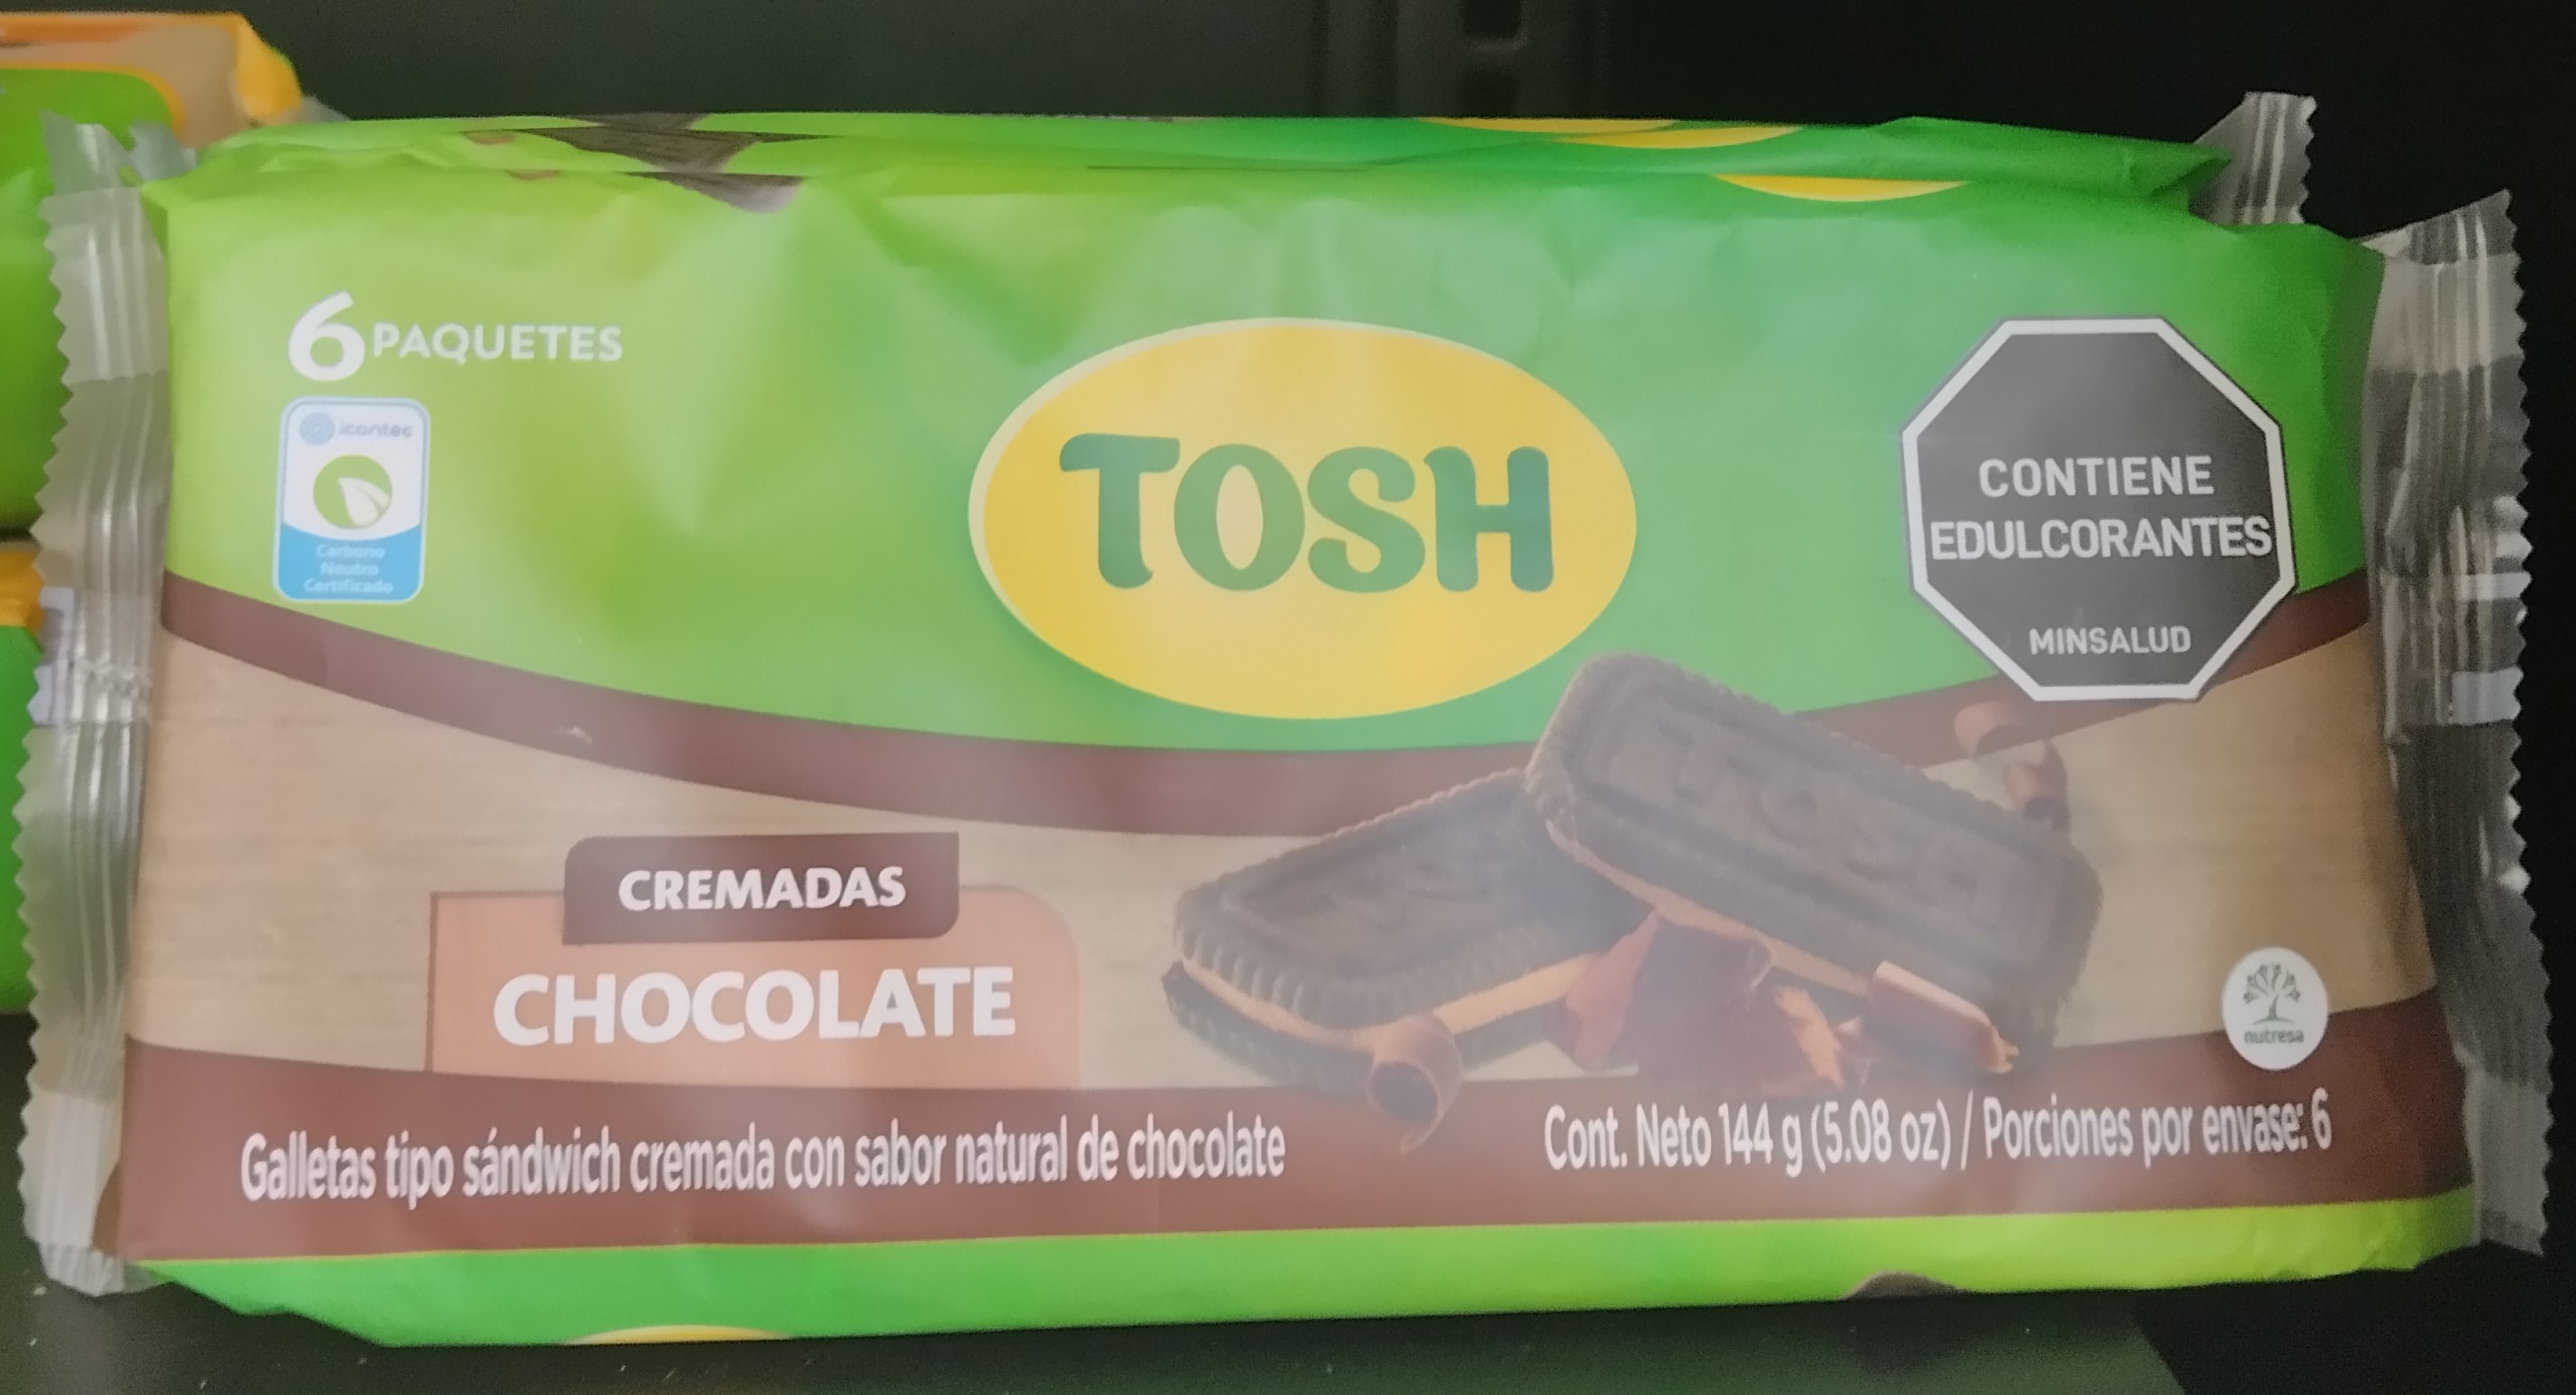 6 PAQUETES
icontec
Carbono
Neutro
Certificado
TOSH
CONTIENE
EDULCORANTES
MINSALUD
TOSH
CREMADAS
CHOCOLATE
nutresa
Galletas tipo sándwich cremada con sabor natural de chocolate
Cont. Neto 144 g (5.08 oz) / Porciones por envase: 6